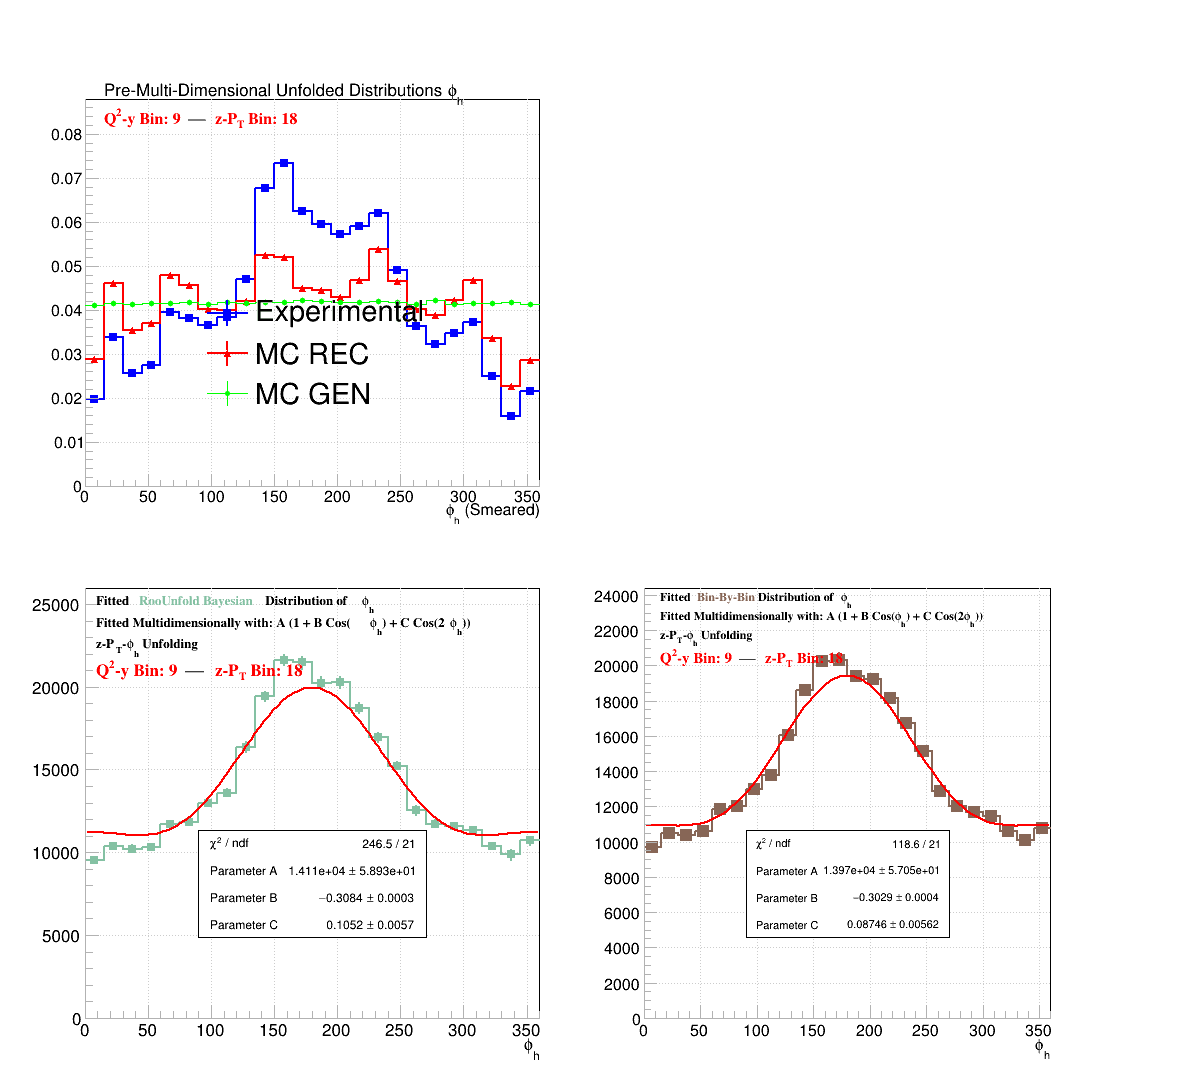 Pre-Multi-Dimensional Unfolded Distributions ϕh
Q²-y Bin: 9 — z-PT Bin: 18
0.08
0.07
0.06
0.05
0.04
0.03
0.02
0.01
0
Experimental
MC REC
MC GEN
0 50 100 150 200 250 300 350
ϕh (Smeared)
Fitted RooUnfold Bayesian Distribution of ϕh
Fitted Multidimensionally with: A (1 + B Cos( ϕh) + C Cos(2 ϕh))
z-PT-ϕh Unfolding
Q²-y Bin: 9 — z-PT Bin: 18
25000
20000
15000
10000
5000
0
χ² / ndf 246.5 / 21
Parameter A 1.411e+04 ± 5.893e+01
Parameter B −0.3084 ± 0.0003
Parameter C 0.1052 ± 0.0057
0 50 100 150 200 250 300 350
ϕh
Fitted Bin-By-Bin Distribution of ϕh
Fitted Multidimensionally with: A (1 + B Cos(ϕh) + C Cos(2ϕh))
z-PT-ϕh Unfolding
Q²-y Bin: 9 — z-PT Bin: 18
24000
22000
20000
18000
16000
14000
12000
10000
8000
6000
4000
2000
0
χ² / ndf 118.6 / 21
Parameter A 1.397e+04 ± 5.705e+01
Parameter B −0.3029 ± 0.0004
Parameter C 0.08746 ± 0.00562
0 50 100 150 200 250 300 350
ϕh